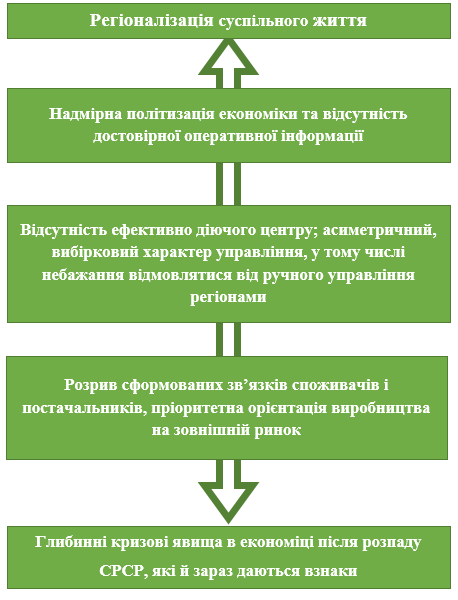 Регіоналізація суспільного життя
Надмірна політизація економіки та відсутність
достовірної оперативної інформації
Відсутність ефективно діючого центру; асиметричний,
вибірковий характер управління, у тому числі
небажання відмовлятися від ручного управління
регіонами
Розрив сформованих зв’язків споживачів і
постачальників, пріоритетна орієнтація виробництва
на зовнішній ринок
Глибинні кризові явища в економіці після розпаду
СРСР, які й зараз даються взнаки